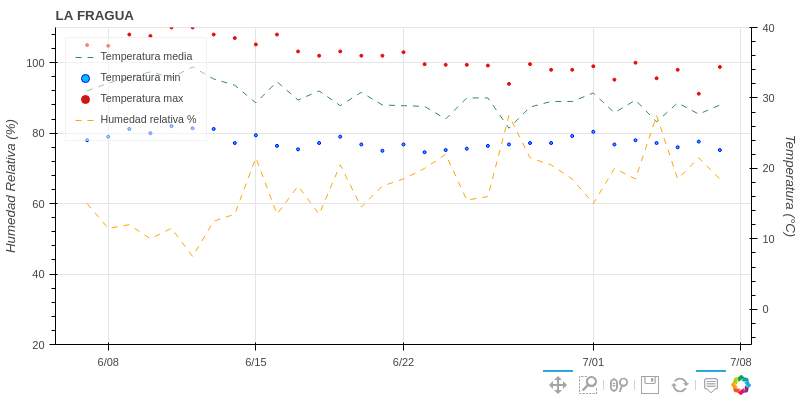 LA FRAGUA
Temperatura media
Temperatura min
Temperatura max
Humedad relativa %
Humedad Relativa (%)
100
80
60
40
20
Temperatura (°C)
40
30
20
10
0
6/08
6/15
6/22
7/01
7/08